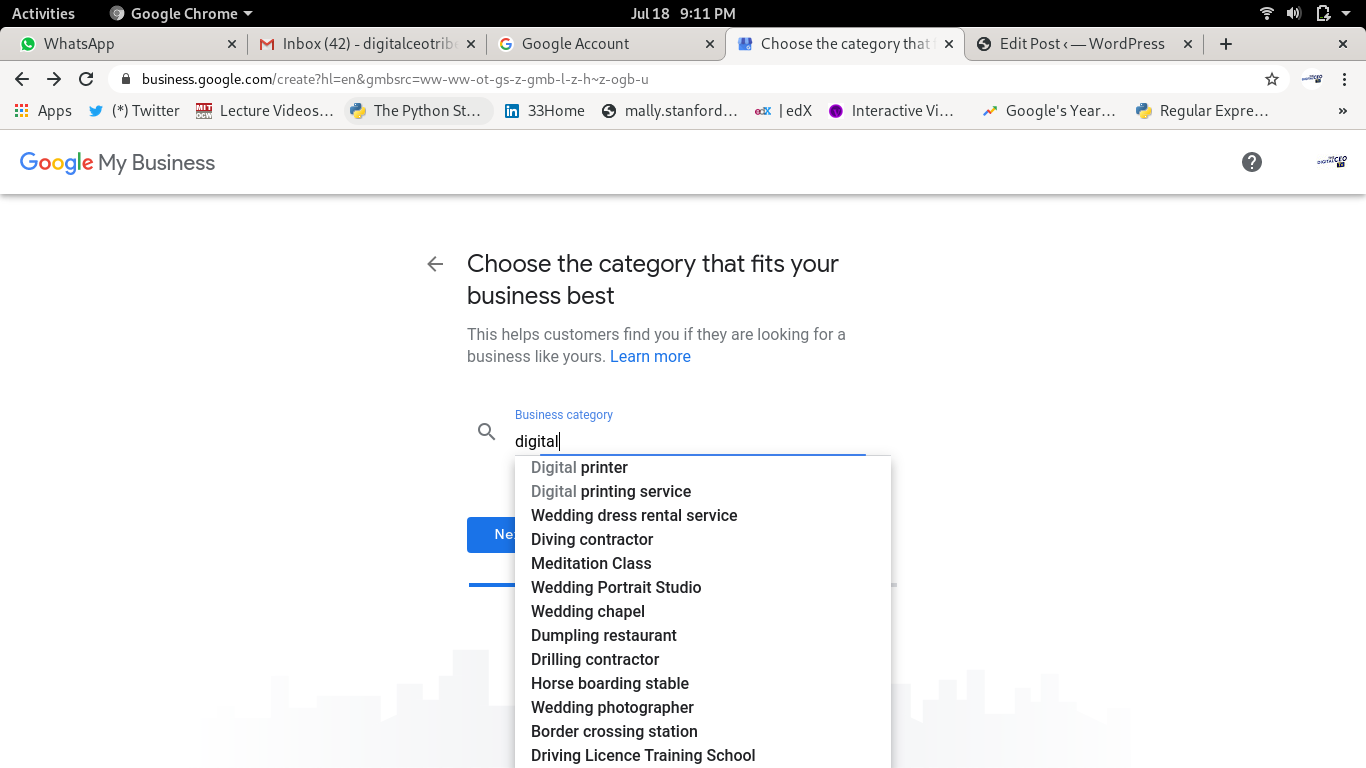 Activities Google Chrome Jul 18 9:11 PM
WhatsApp Inbox (42) - digitalceotribe Google Account Choose the category that Edit Post ‹ — WordPress
business.google.com/create?hl=en&gmbsrc=ww-ww-ot-gs-z-gmb-l-z-h~z-ogb-u
Apps (*) Twitter MIT OCW Lecture Videos… The Python St… 33Home mally.stanford… edX | edX Interactive Vi… Google's Year… Regular Expre… »
Google My Business
Choose the category that fits your
business best
This helps customers find you if they are looking for a
business like yours. Learn more
Business category
digital
Digital printer
Digital printing service
Wedding dress rental service
Ne
Diving contractor
Meditation Class
Wedding Portrait Studio
Wedding chapel
Dumpling restaurant
Drilling contractor
Horse boarding stable
Wedding photographer
Border crossing station
Driving Licence Training School